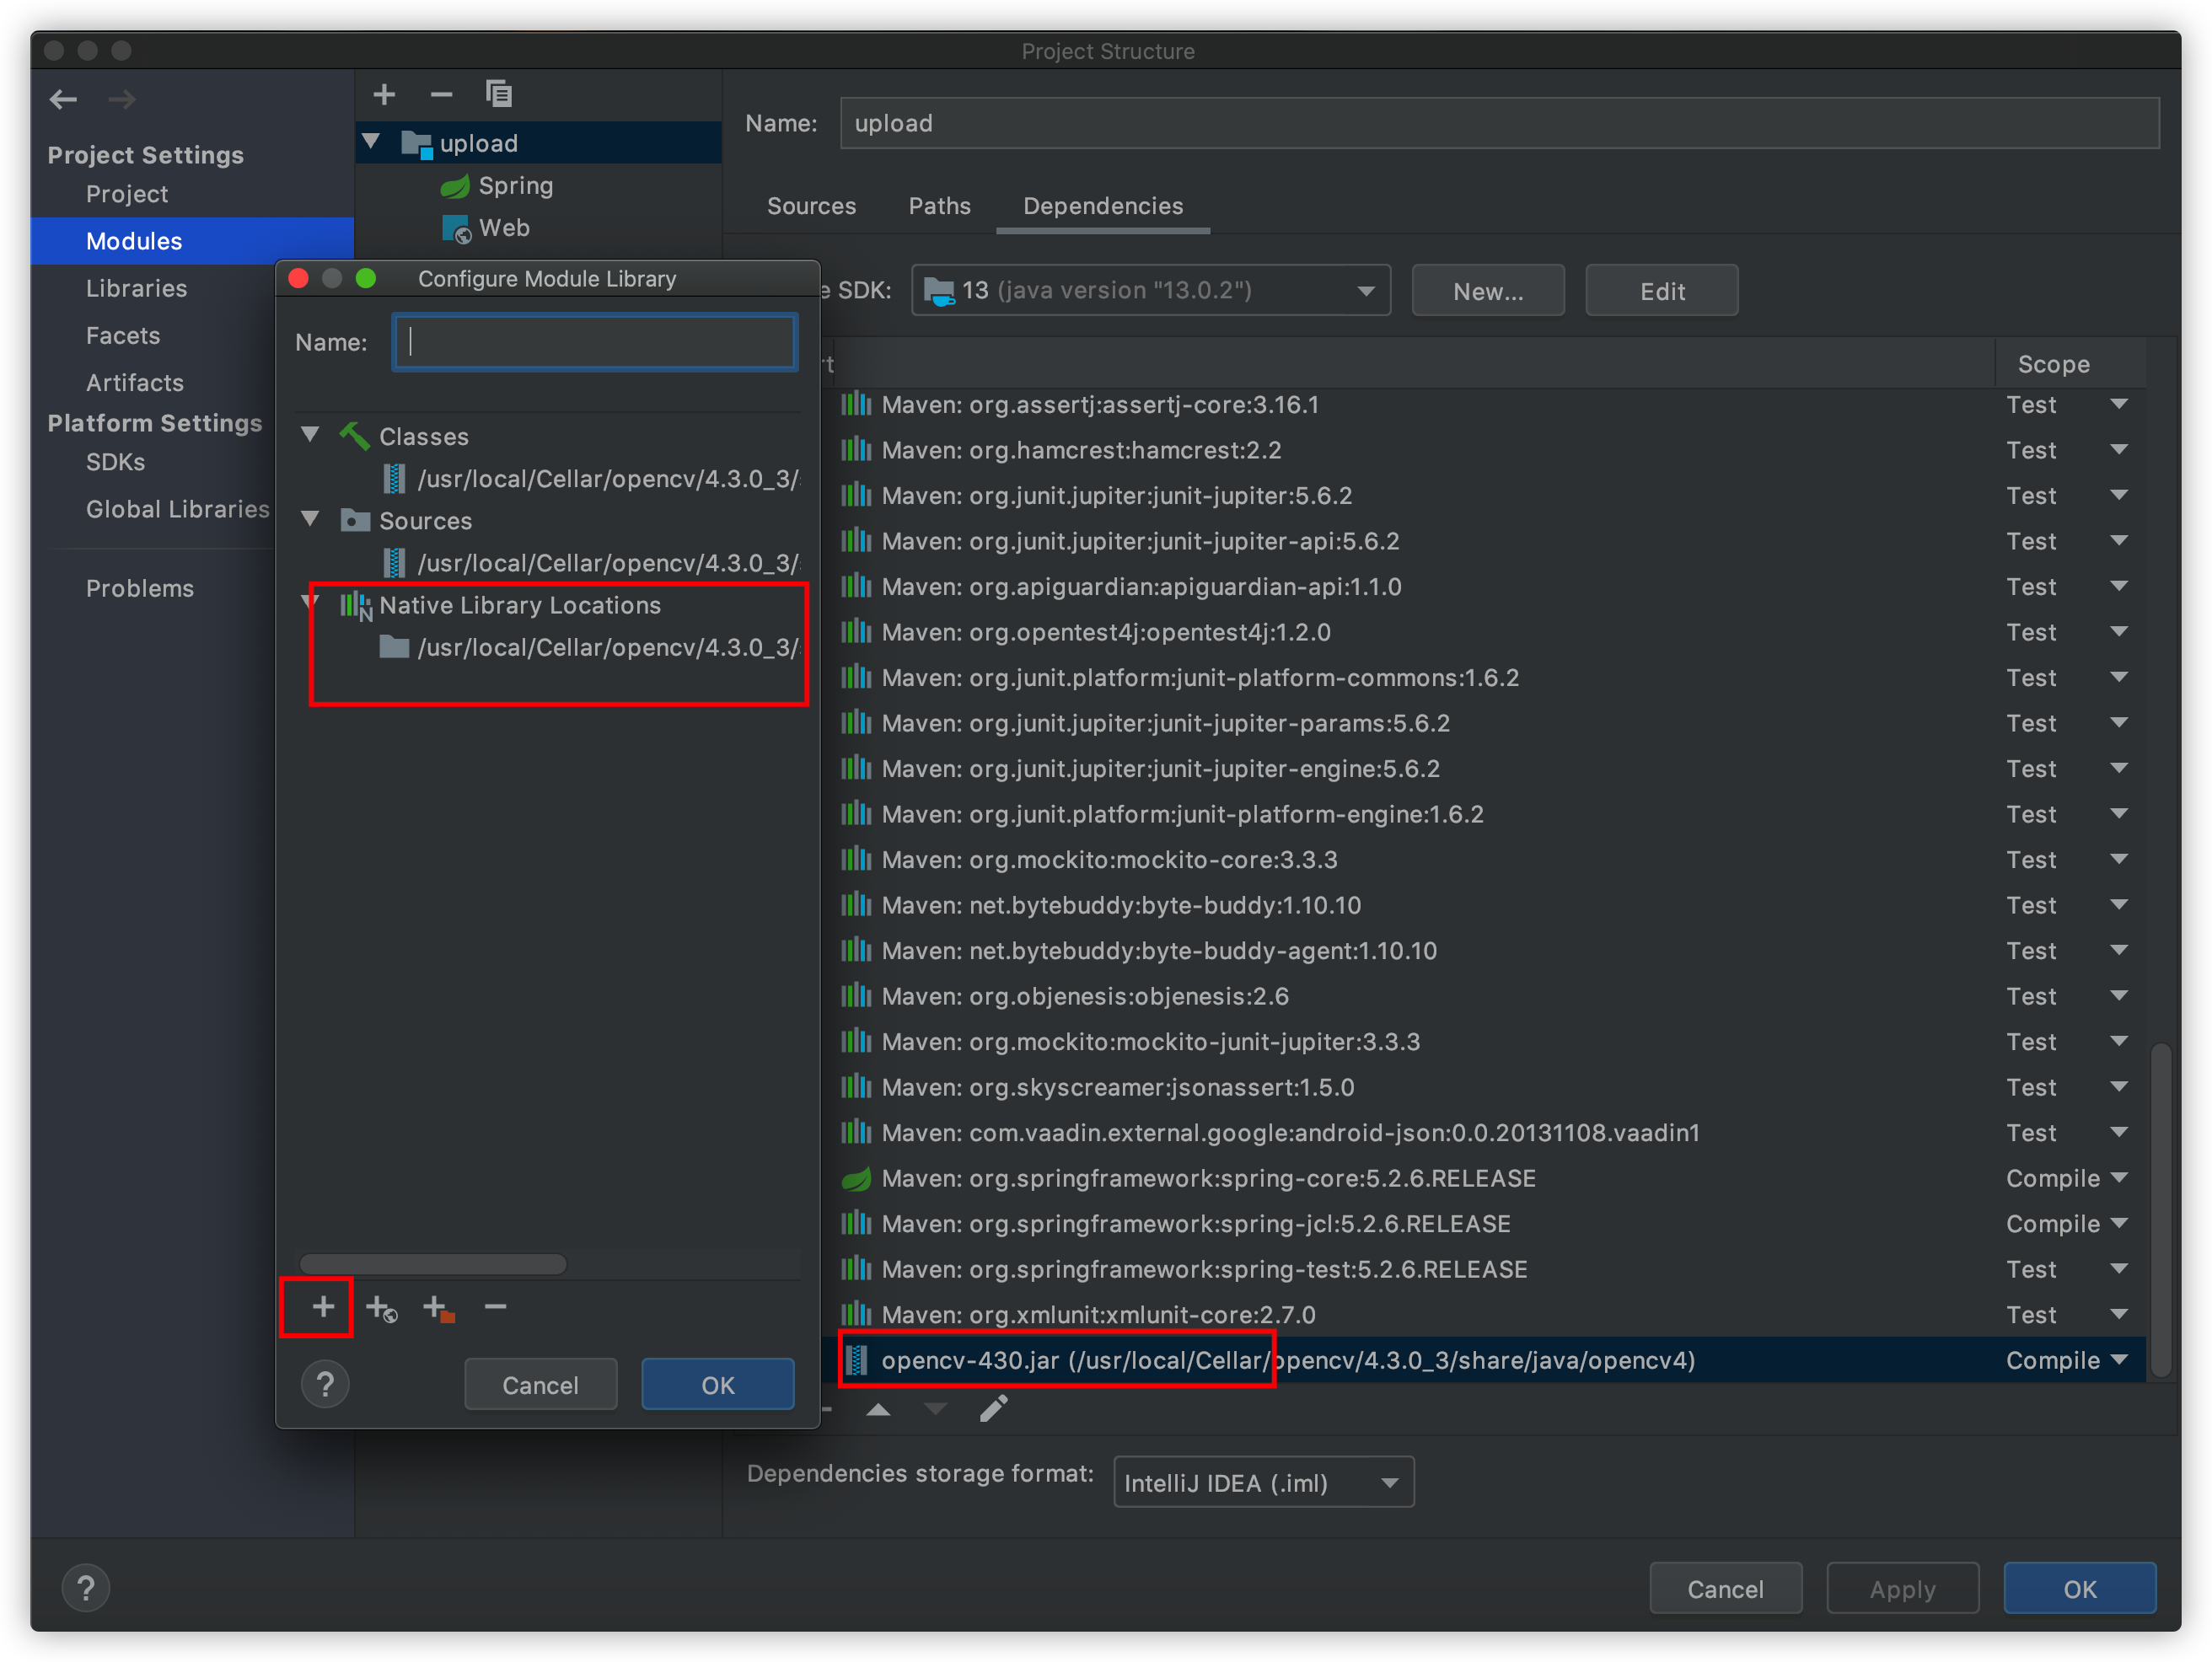 Project Structure
Project Settings
Project
Modules
Libraries
Facets
Artifacts
Platform Settings
SDKs
Global Libraries
Problems
upload
Spring
Web
Name: upload
Sources Paths Dependencies
SDK: 13 (java version "13.0.2") New... Edit
Scope
Maven: org.assertj:assertj-core:3.16.1 Test
Maven: org.hamcrest:hamcrest:2.2 Test
Maven: org.junit.jupiter:junit-jupiter:5.6.2 Test
Maven: org.junit.jupiter:junit-jupiter-api:5.6.2 Test
Maven: org.apiguardian:apiguardian-api:1.1.0 Test
Maven: org.opentest4j:opentest4j:1.2.0 Test
Maven: org.junit.platform:junit-platform-commons:1.6.2 Test
Maven: org.junit.jupiter:junit-jupiter-params:5.6.2 Test
Maven: org.junit.jupiter:junit-jupiter-engine:5.6.2 Test
Maven: org.junit.platform:junit-platform-engine:1.6.2 Test
Maven: org.mockito:mockito-core:3.3.3 Test
Maven: net.bytebuddy:byte-buddy:1.10.10 Test
Maven: net.bytebuddy:byte-buddy-agent:1.10.10 Test
Maven: org.objenesis:objenesis:2.6 Test
Maven: org.mockito:mockito-junit-jupiter:3.3.3 Test
Maven: org.skyscreamer:jsonassert:1.5.0 Test
Maven: com.vaadin.external.google:android-json:0.0.20131108.vaadin1 Test
Maven: org.springframework:spring-core:5.2.6.RELEASE Compile
Maven: org.springframework:spring-jcl:5.2.6.RELEASE Compile
Maven: org.springframework:spring-test:5.2.6.RELEASE Test
Maven: org.xmlunit:xmlunit-core:2.7.0 Test
opencv-430.jar (/usr/local/Cellar/opencv/4.3.0_3/share/java/opencv4) Compile
Dependencies storage format: IntelliJ IDEA (.iml)
? Cancel Apply OK
Configure Module Library
Name:
Classes
/usr/local/Cellar/opencv/4.3.0_3/
Sources
/usr/local/Cellar/opencv/4.3.0_3/
Native Library Locations
/usr/local/Cellar/opencv/4.3.0_3/
? Cancel OK